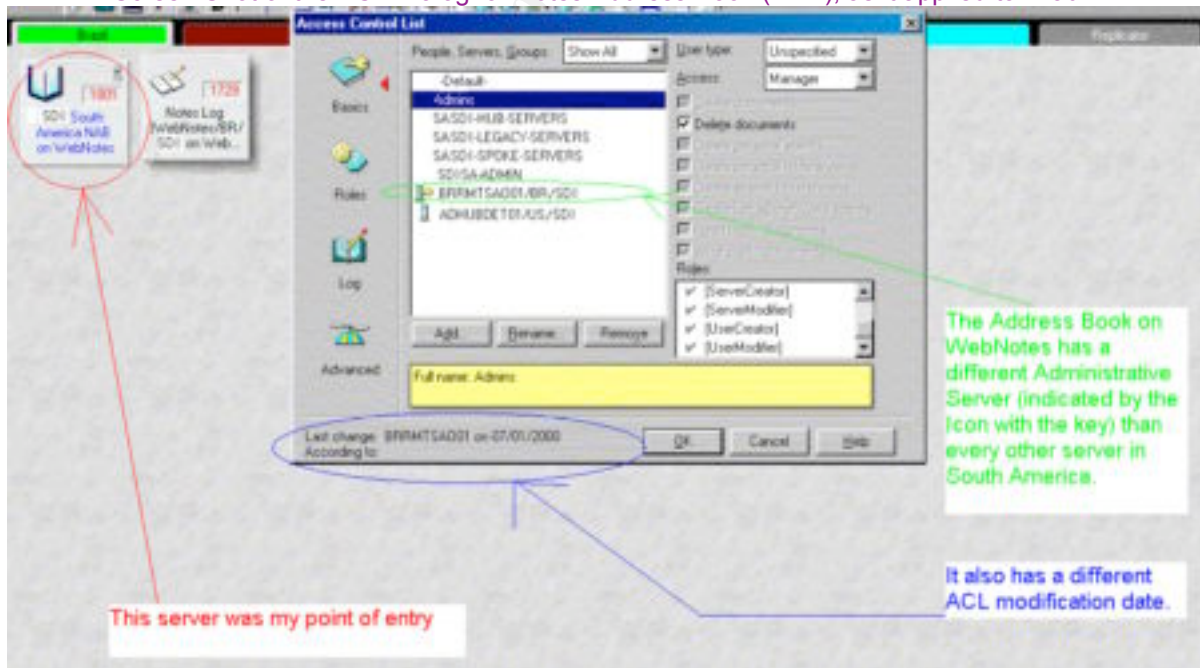 Brazil
Replicator
1801
SDI South
America NAB
on WebNotes
1729
Notes Log
(WebNotes/BR/
SDI on Web...
Access Control List
People, Servers, Groups: Show All
User type: Unspecified
Access: Manager
-Default-
Admins
SASDI-HUB-SERVERS
SASDI-LEGACY-SERVERS
SASDI-SPOKE-SERVERS
SDISA-ADMIN
BRRMTSAO01/BR/SDI
ADHUBDET01/US/SDI
Delete documents
Basics
Roles
Log
Advanced
Roles:
[ServerCreator]
[ServerModifier]
[UserCreator]
[UserModifier]
Add... Rename... Remove
Full name: Admins
Last change: BRRMTSAO01 on 07/01/2000
According to:
OK Cancel Help
The Address Book on
WebNotes has a
different Administrative
Server (indicated by the
Icon with the key) than
every other server in
South America.
It also has a different
ACL modification date.
This server was my point of entry